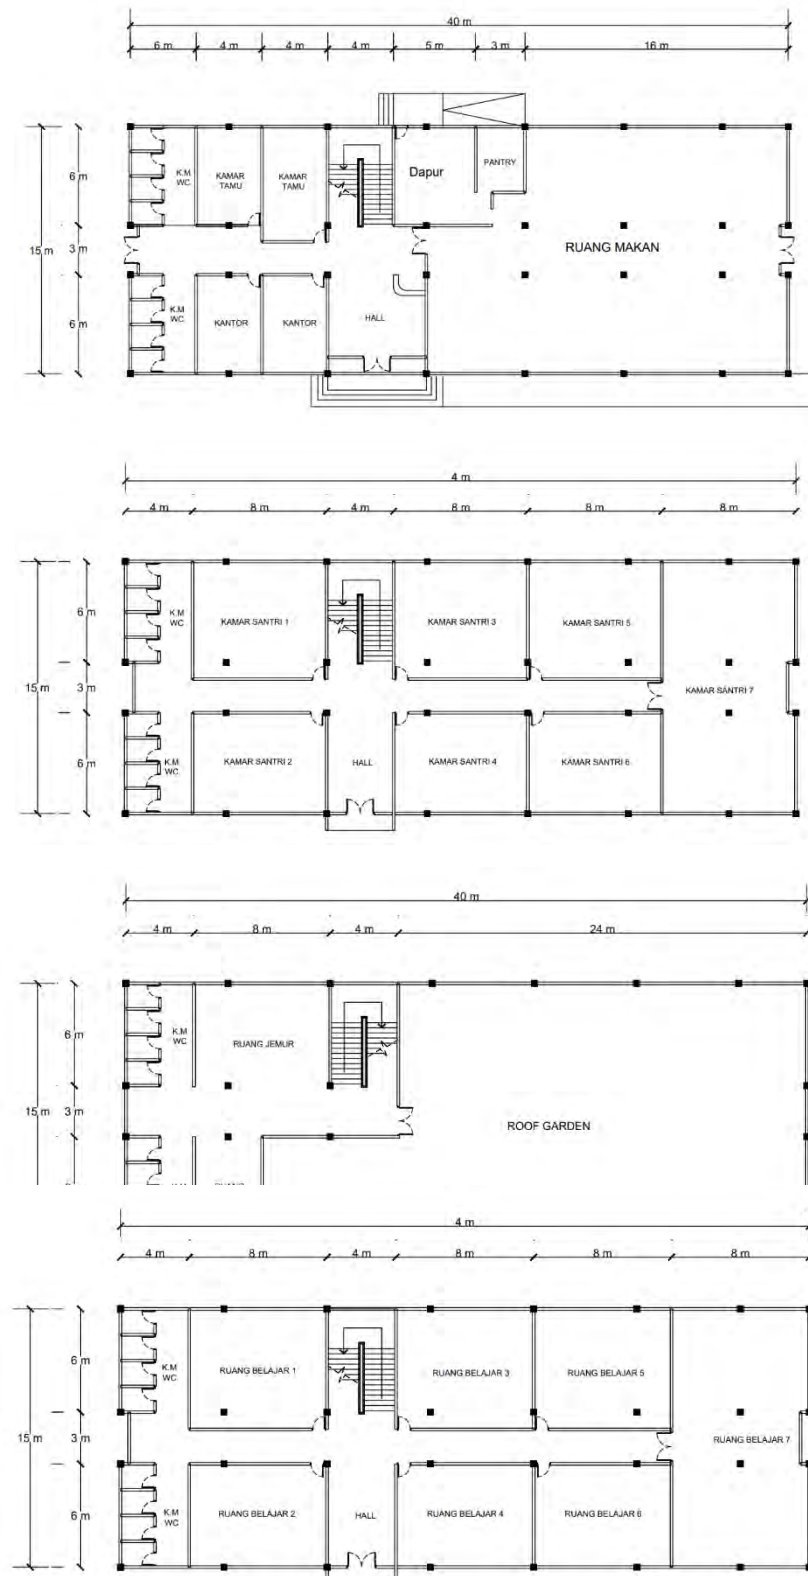 40 m
6 m 4 m 4 m 4 m 5 m 3 m 16 m
K.M
WC
KAMAR
TAMU
KAMAR
TAMU
Dapur
PANTRY
6 m
15 m
3 m
RUANG MAKAN
6 m
K.M
WC
KANTOR
KANTOR
HALL
4 m
4 m 8 m 4 m 8 m 8 m 8 m
6 m
K.M
WC
KAMAR SANTRI 1
KAMAR SANTRI 3
KAMAR SANTRI 5
15 m
3 m
KAMAR SANTRI 7
6 m
K.M
WC
KAMAR SANTRI 2
HALL
KAMAR SANTRI 4
KAMAR SANTRI 6
40 m
4 m 8 m 4 m 24 m
6 m
K.M
WC
RUANG JEMUR
15 m
3 m
ROOF GARDEN
4 m
4 m 8 m 4 m 8 m 8 m 8 m
6 m
K.M
WC
RUANG BELAJAR 1
RUANG BELAJAR 3
RUANG BELAJAR 5
15 m
3 m
RUANG BELAJAR 7
6 m
K.M
WC
RUANG BELAJAR 2
HALL
RUANG BELAJAR 4
RUANG BELAJAR 6